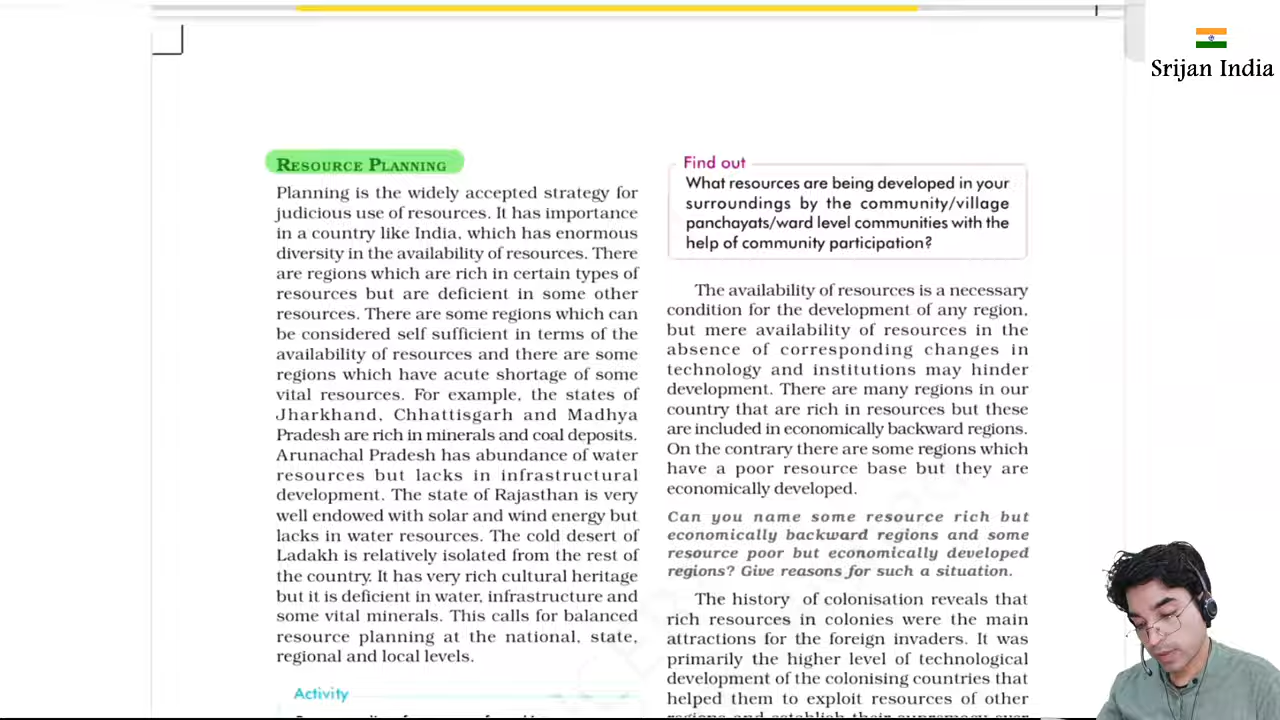 Srijan India
RESOURCE PLANNING
Planning is the widely accepted strategy for
judicious use of resources. It has importance
in a country like India, which has enormous
diversity in the availability of resources. There
are regions which are rich in certain types of
resources but are deficient in some other
resources. There are some regions which can
be considered self sufficient in terms of the
availability of resources and there are some
regions which have acute shortage of some
vital resources. For example, the states of
Jharkhand, Chhattisgarh and Madhya
Pradesh are rich in minerals and coal deposits.
Arunachal Pradesh has abundance of water
resources but lacks in infrastructural
development. The state of Rajasthan is very
well endowed with solar and wind energy but
lacks in water resources. The cold desert of
Ladakh is relatively isolated from the rest of
the country. It has very rich cultural heritage
but it is deficient in water, infrastructure and
some vital minerals. This calls for balanced
resource planning at the national, state,
regional and local levels.
Activity
Find out
What resources are being developed in your
surroundings by the community/village
panchayats/ward level communities with the
help of community participation?
The availability of resources is a necessary
condition for the development of any region,
but mere availability of resources in the
absence of corresponding changes in
technology and institutions may hinder
development. There are many regions in our
country that are rich in resources but these
are included in economically backward regions.
On the contrary there are some regions which
have a poor resource base but they are
economically developed.
Can you name some resource rich but
economically backward regions and some
resource poor but economically developed
regions? Give reasons for such a situation.
The history of colonisation reveals that
rich resources in colonies were the main
attractions for the foreign invaders. It was
primarily the higher level of technological
development of the colonising countries that
helped them to exploit resources of other